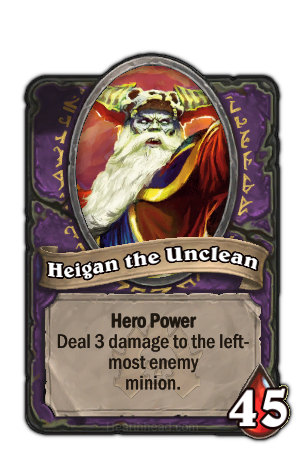 Heigan the Unclean
Hero Power
Deal 3 damage to the left-
most enemy
minion.
45